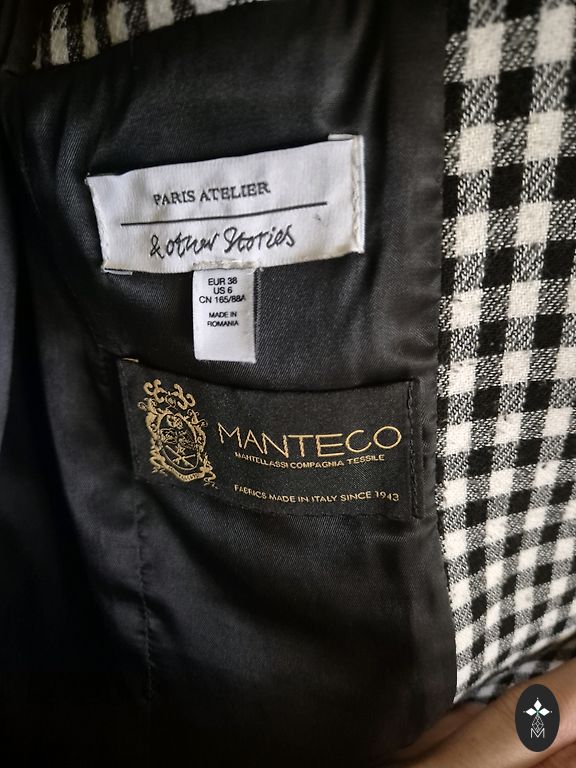 PARIS ATELIER
& other Stories
EUR 38
US 6
CN 165/88A
MADE IN
ROMANIA
MANTECO
MANTELLASSI COMPAGNIA TESSILE
FABRICS MADE IN ITALY SINCE 1943
M